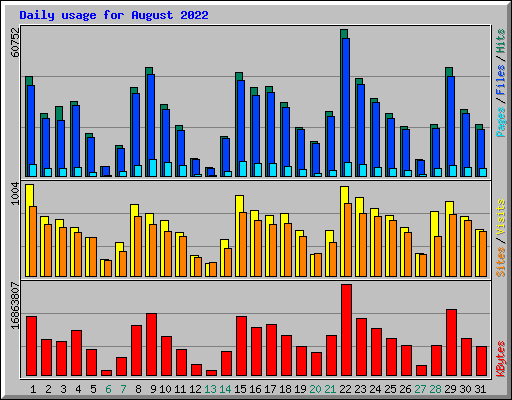 Daily usage for August 2022
60752
Pages / Files / Hits
1004
Sites / Visits
16863807
KBytes
1 2 3 4 5 6 7 8 9 10 11 12 13 14 15 16 17 18 19 20 21 22 23 24 25 26 27 28 29 30 31